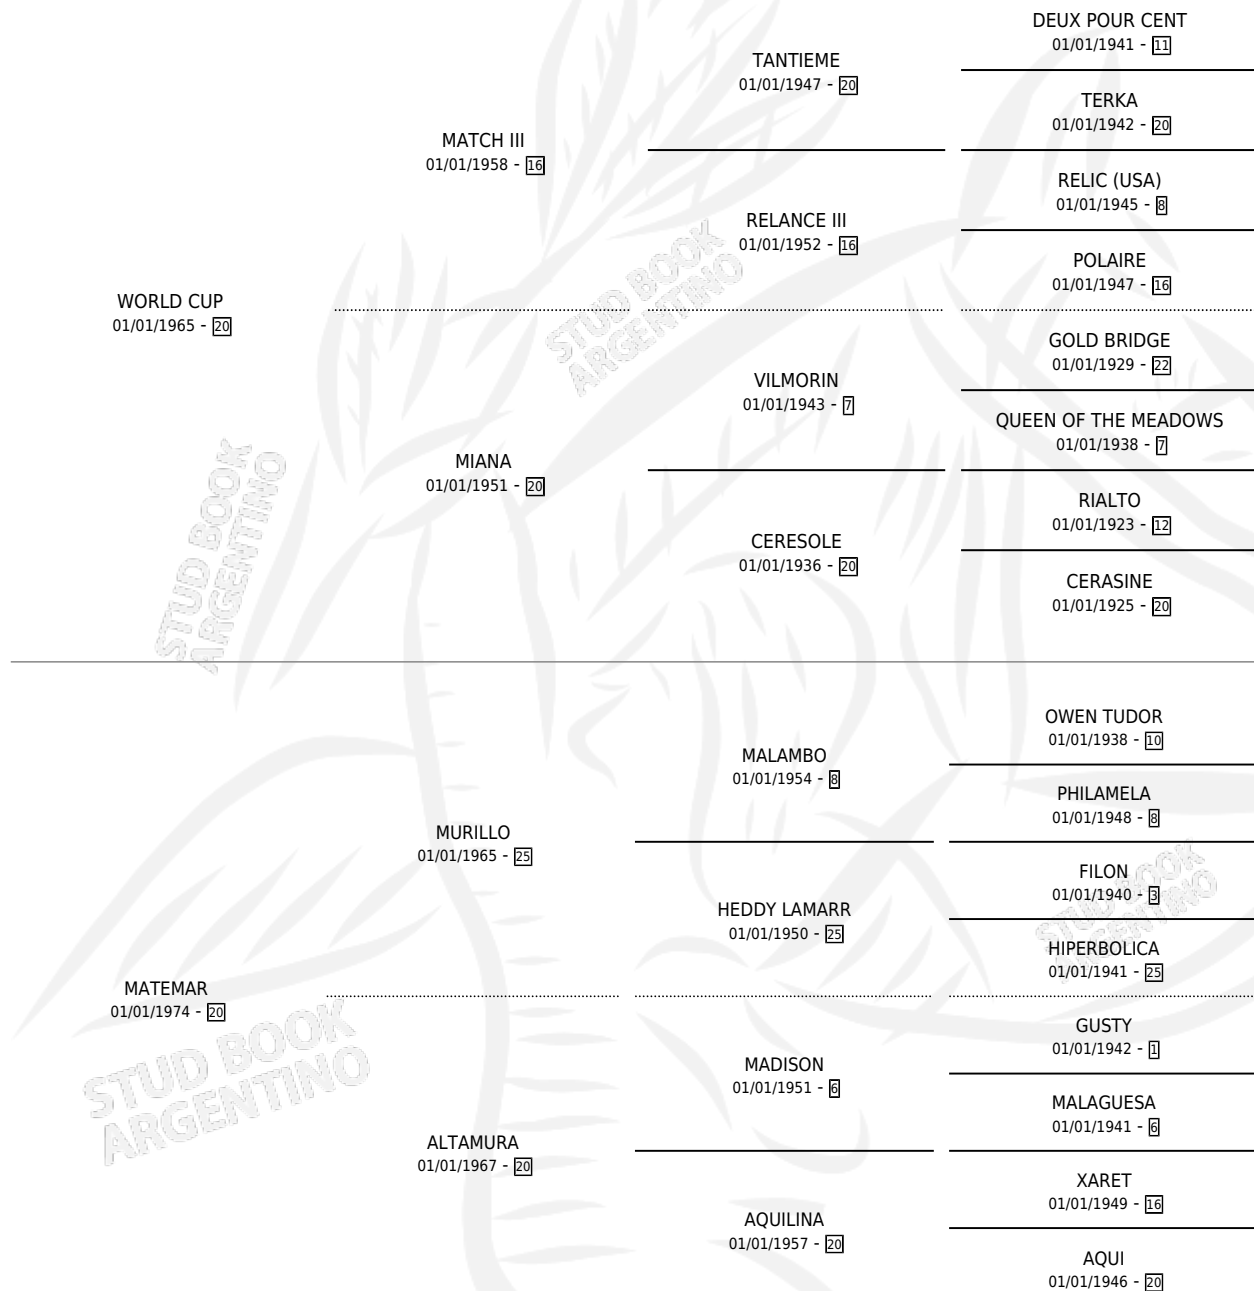 DEUX POUR CENT
01/01/1941 - 11
TANTIEME
01/01/1947 - 20
TERKA
01/01/1942 - 20
MATCH III
01/01/1958 - 16
RELIC (USA)
01/01/1945 - 8
RELANCE III
01/01/1952 - 16
POLAIRE
01/01/1947 - 16
WORLD CUP
01/01/1965 - 20
STUD BOOK
ARGENTINO
GOLD BRIDGE
01/01/1929 - 22
VILMORIN
01/01/1943 - 7
QUEEN OF THE MEADOWS
01/01/1938 - 7
MIANA
01/01/1951 - 20
RIALTO
01/01/1923 - 12
CERESOLE
01/01/1936 - 20
CERASINE
01/01/1925 - 20
STUD BOOK
ARGENTINO
OWEN TUDOR
01/01/1938 - 10
MALAMBO
01/01/1954 - 8
PHILAMELA
01/01/1948 - 8
MURILLO
01/01/1965 - 25
FILON
01/01/1940 - 3
HEDDY LAMARR
01/01/1950 - 25
STUD BOOK
ARGENTINO
HIPERBOLICA
01/01/1941 - 25
MATEMAR
01/01/1974 - 20
STUD BOOK
ARGENTINO
GUSTY
01/01/1942 - 1
MADISON
01/01/1951 - 6
MALAGUESA
01/01/1941 - 6
ALTAMURA
01/01/1967 - 20
XARET
01/01/1949 - 16
AQUILINA
01/01/1957 - 20
AQUI
01/01/1946 - 20